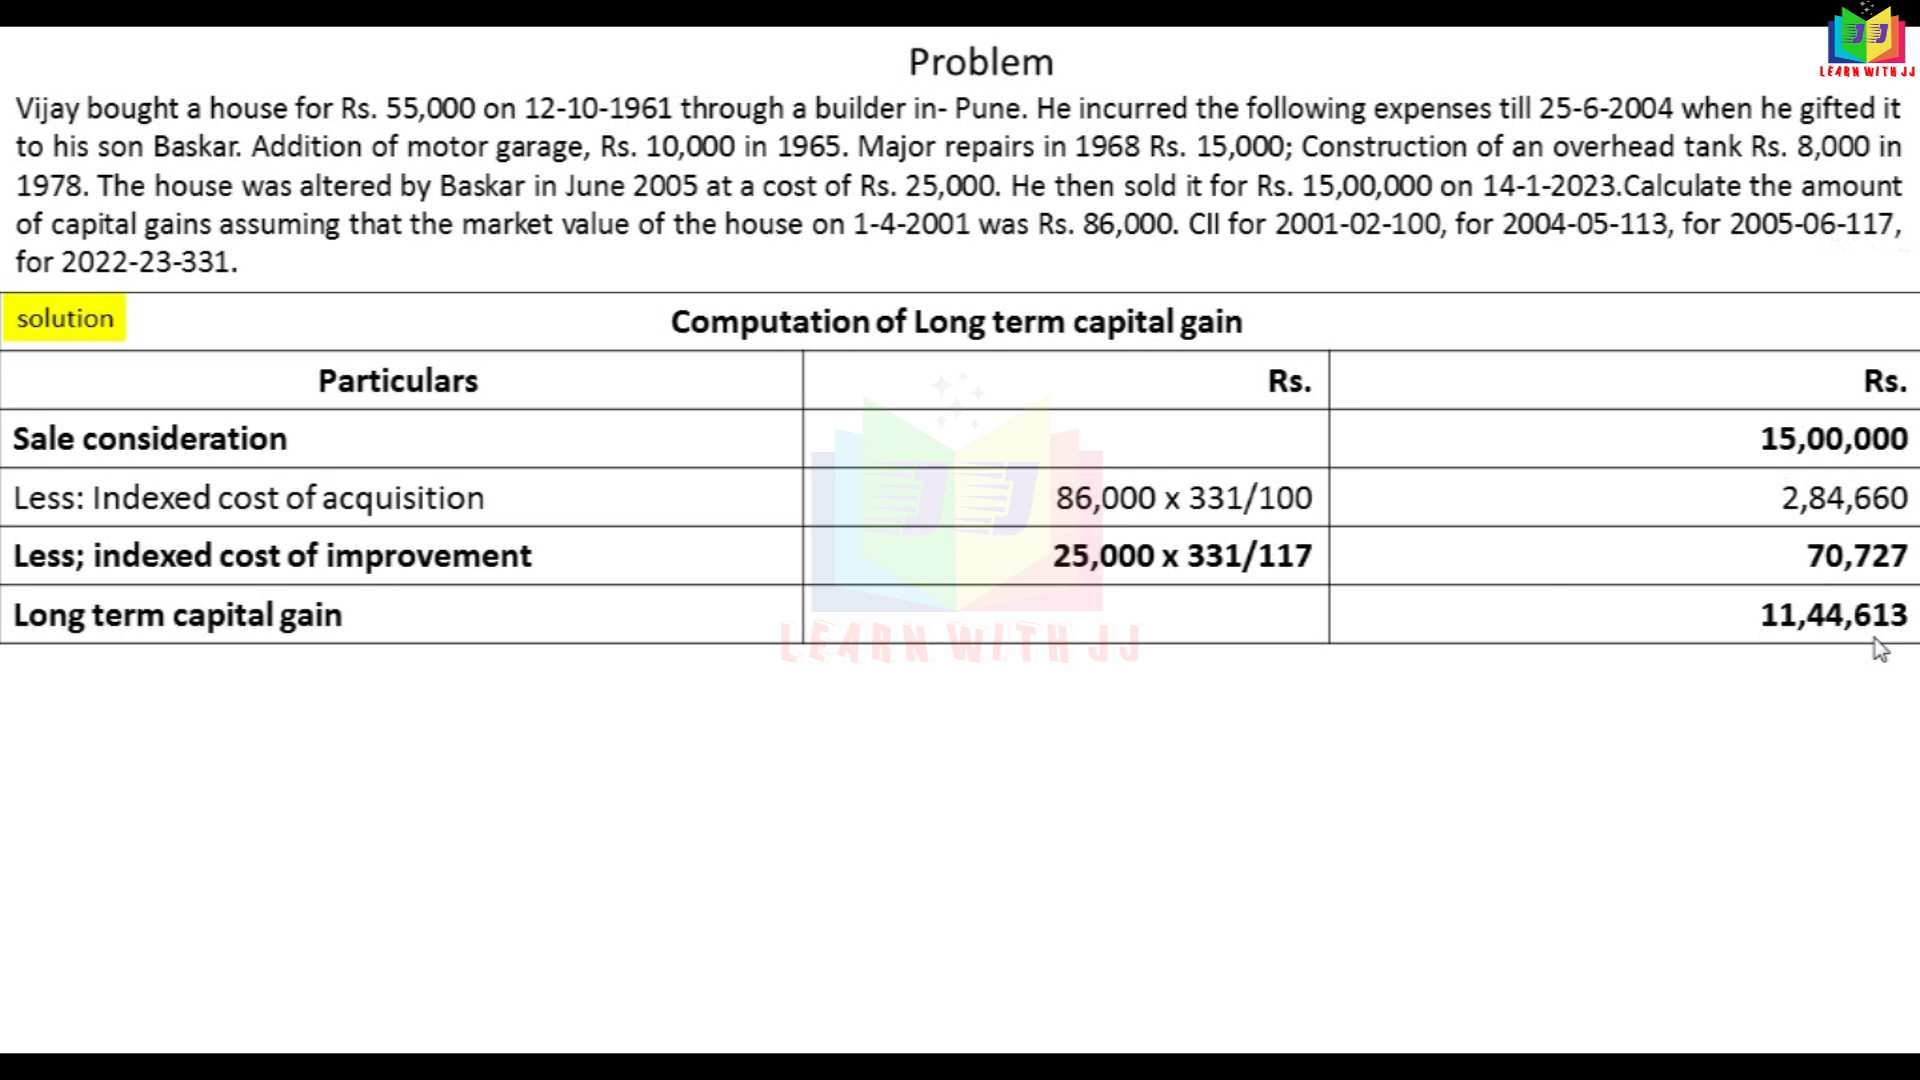 LEARN WITH JJ
Problem
Vijay bought a house for Rs. 55,000 on 12-10-1961 through a builder in- Pune. He incurred the following expenses till 25-6-2004 when he gifted it
to his son Baskar. Addition of motor garage, Rs. 10,000 in 1965. Major repairs in 1968 Rs. 15,000; Construction of an overhead tank Rs. 8,000 in
1978. The house was altered by Baskar in June 2005 at a cost of Rs. 25,000. He then sold it for Rs. 15,00,000 on 14-1-2023.Calculate the amount
of capital gains assuming that the market value of the house on 1-4-2001 was Rs. 86,000. CII for 2001-02-100, for 2004-05-113, for 2005-06-117,
for 2022-23-331.
solution
Computation of Long term capital gain
Particulars Rs. Rs.
Sale consideration 15,00,000
Less: Indexed cost of acquisition 86,000 x 331/100 2,84,660
Less; indexed cost of improvement 25,000 x 331/117 70,727
Long term capital gain 11,44,613
LEARN WITH JJ